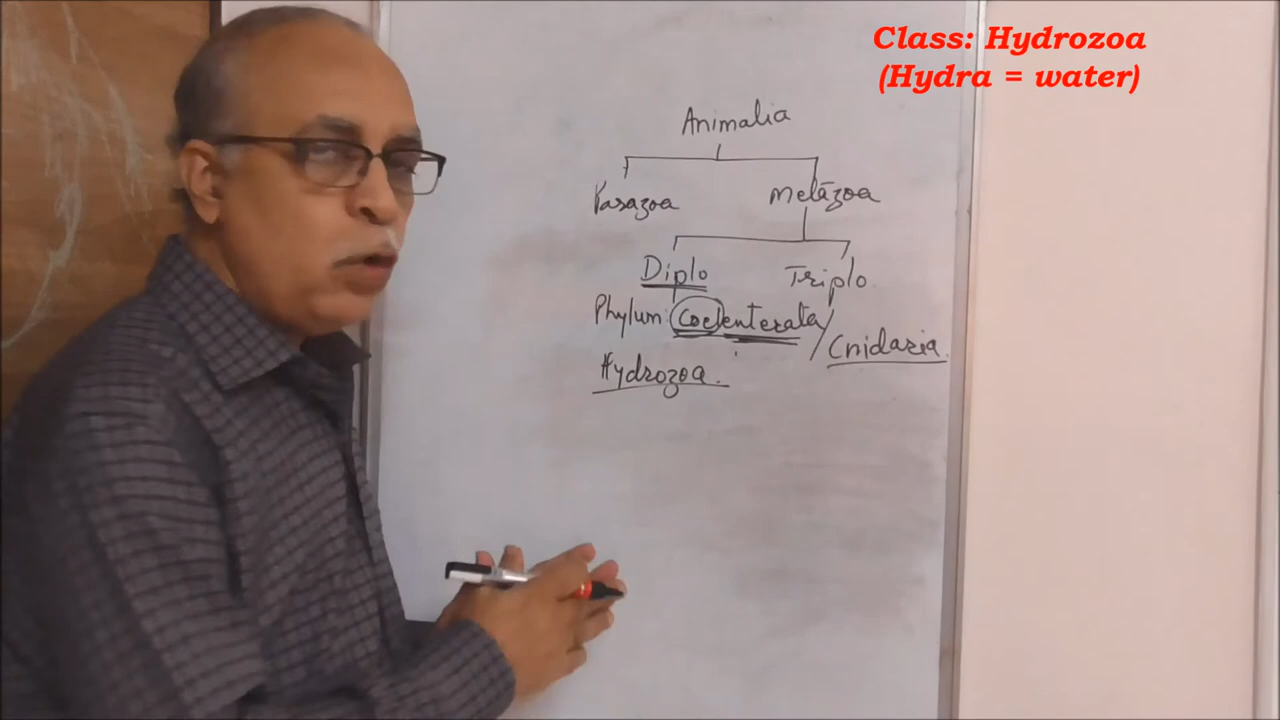 Class: Hydrozoa
(Hydra = water)
Animalia
Parazoa Metazoa
Diplo Triplo
Phylum: Coelenterata / Cnidaria
Hydrozoa.